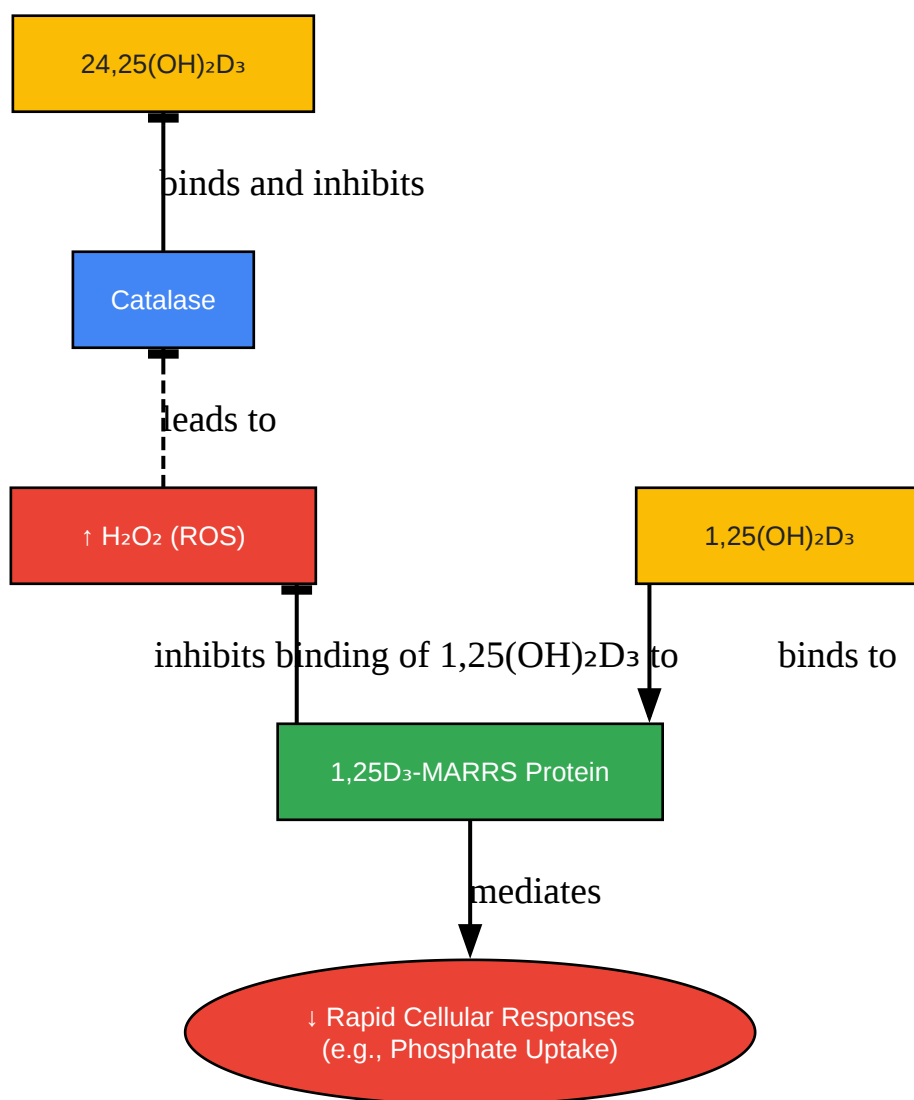 24,25(OH)₂D₃
binds and inhibits
Catalase
leads to
↑ H₂O₂ (ROS)
1,25(OH)₂D₃
inhibits binding of 1,25(OH)₂D₃ to
binds to
1,25D₃-MARRS Protein
mediates
↓ Rapid Cellular Responses
(e.g., Phosphate Uptake)